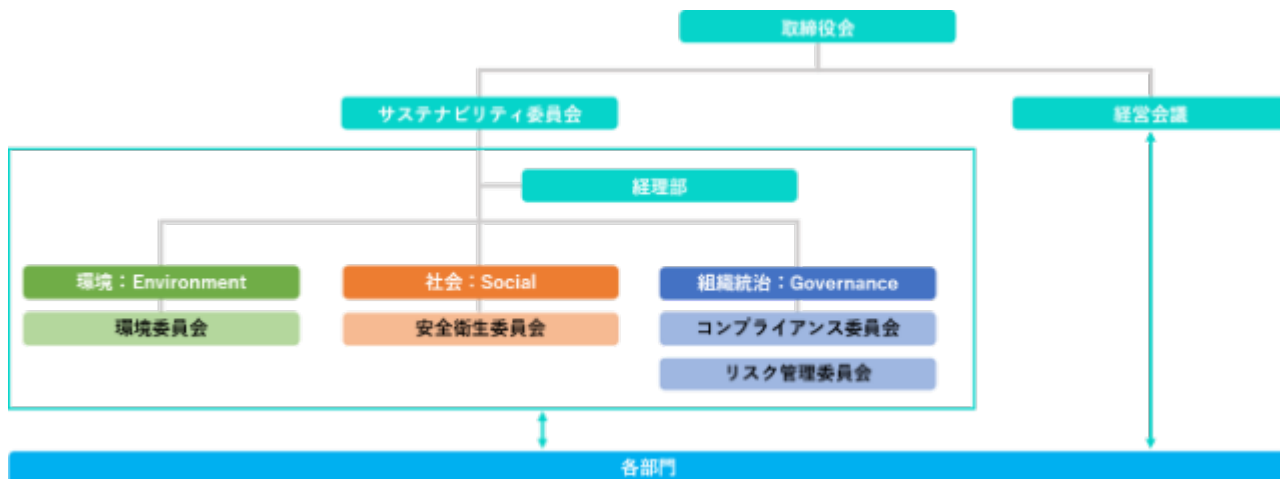 取締役会
サステナビリティ委員会
経営会議
経理部
環境：Environment
社会：Social
組織統治：Governance
環境委員会
安全衛生委員会
コンプライアンス委員会
リスク管理委員会
各部門